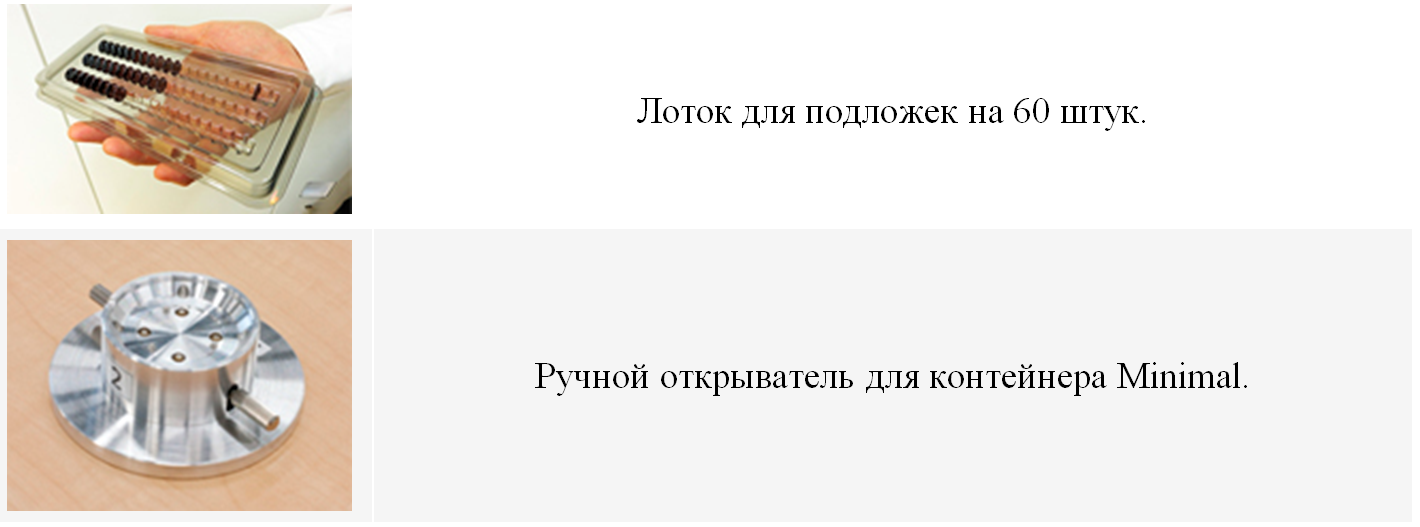 Лоток для подложек на 60 штук.
Ручной открыватель для контейнера Minimal.